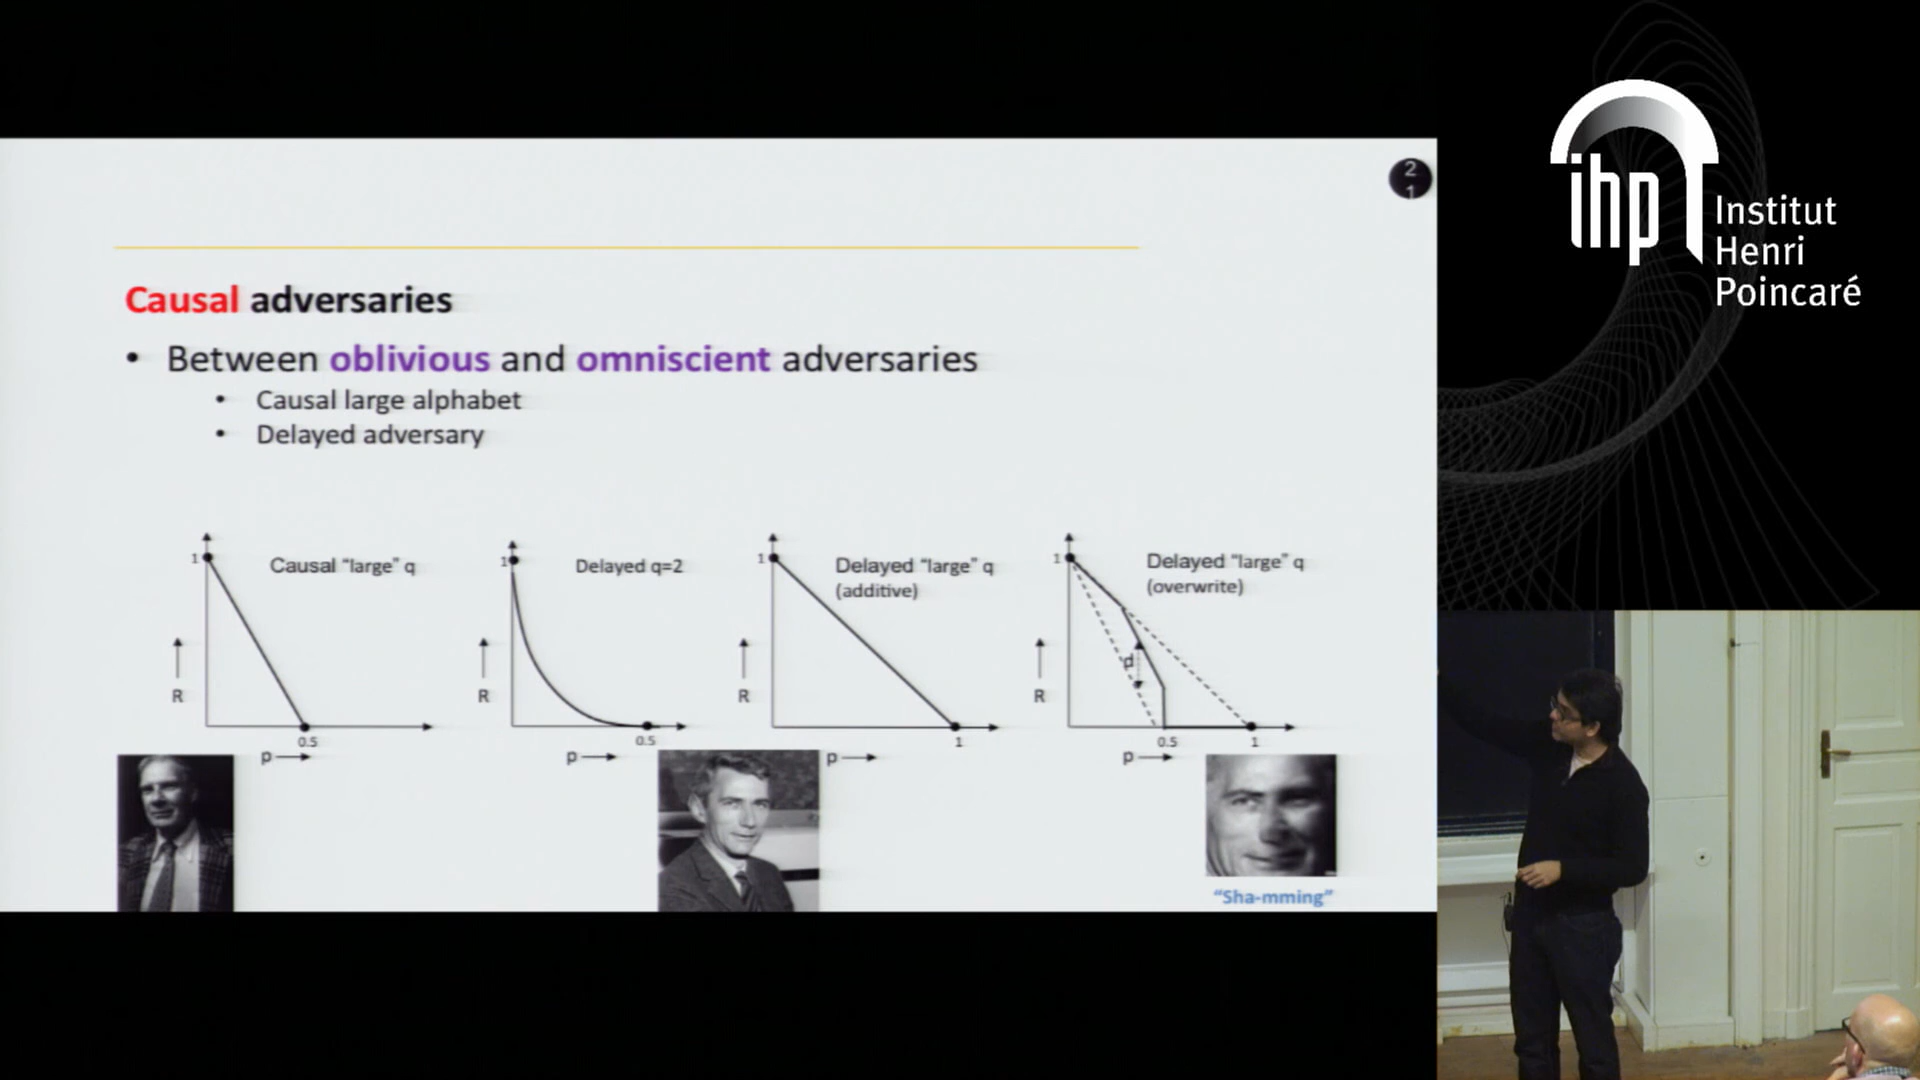 2
1
Causal adversaries
• Between oblivious and omniscient adversaries
• Causal large alphabet
• Delayed adversary
1
Causal "large" q
R
0.5
p
1
Delayed q=2
R
0.5
p
1
Delayed "large" q
(additive)
R
1
p
1
Delayed "large" q
(overwrite)
d
R
0.5
1
p
"Sha-mming"
ihp
Institut
Henri
Poincaré